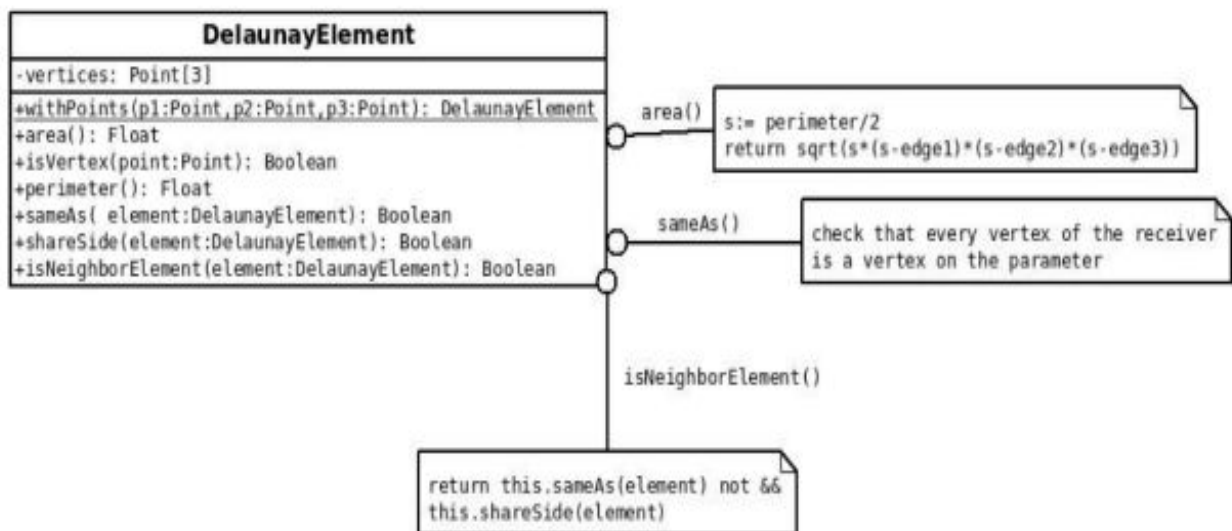 DelaunayElement
-vertices: Point[3]
+withPoints(p1:Point,p2:Point,p3:Point): DelaunayElement
+area(): Float
+isVertex(point:Point): Boolean
+perimeter(): Float
+sameAs( element:DelaunayElement): Boolean
+shareSide(element:DelaunayElement): Boolean
+isNeighborElement(element:DelaunayElement): Boolean
area()
s:= perimeter/2
return sqrt(s*(s-edge1)*(s-edge2)*(s-edge3))
sameAs()
check that every vertex of the receiver
is a vertex on the parameter
isNeighborElement()
return this.sameAs(element) not &&
this.shareSide(element)